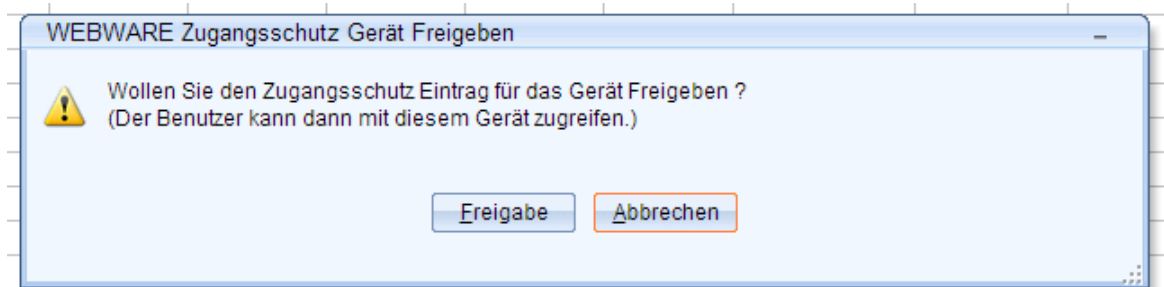 WEBWARE Zugangsschutz Gerät Freigeben
Wollen Sie den Zugangsschutz Eintrag für das Gerät Freigeben ?
(Der Benutzer kann dann mit diesem Gerät zugreifen.)
Freigabe
Abbrechen